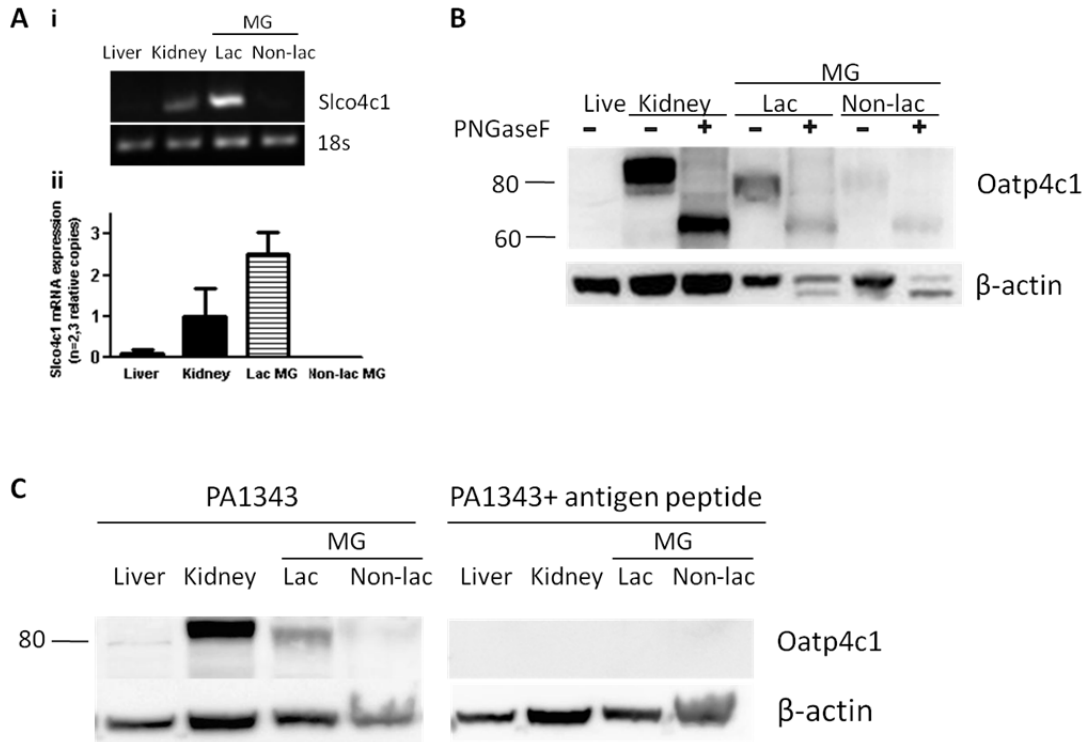 A i
MG
Liver Kidney Lac Non-lac
Slco4c1
18s
ii
Slco4c1 mRNA expression
(n=2,3 relative copies)
3
2
1
0
Liver Kidney Lac MG Non-lac MG
B
MG
Live Kidney Lac Non-lac
PNGaseF - - + - + - +
80
Oatp4c1
60
β-actin
C
PA1343
MG
Liver Kidney Lac Non-lac
80
PA1343+ antigen peptide
MG
Liver Kidney Lac Non-lac
Oatp4c1
β-actin